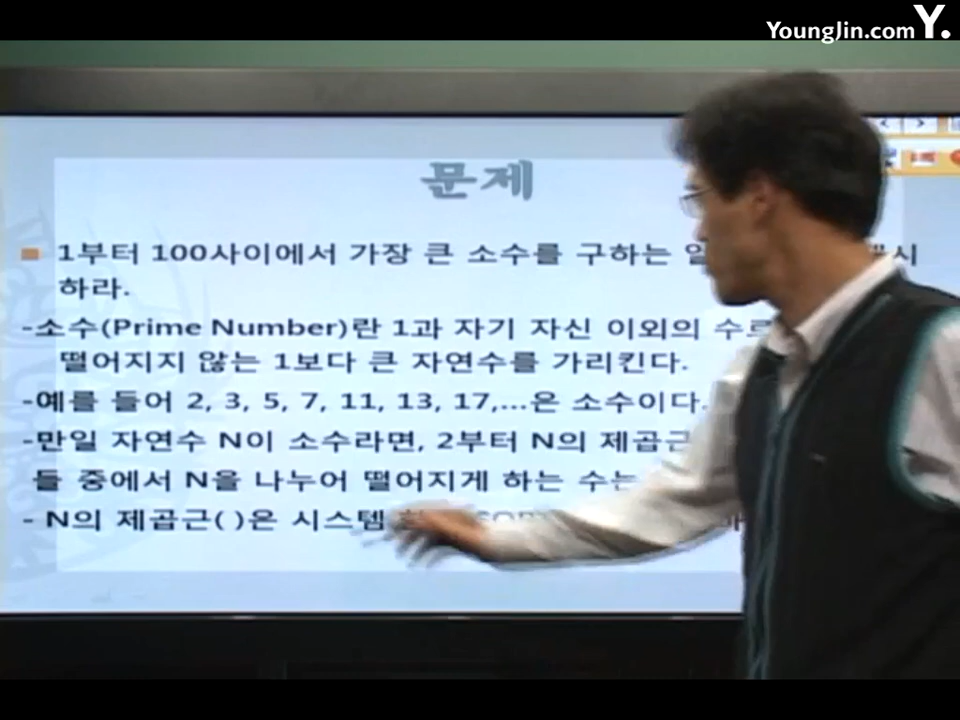 YoungJin.com Y.
문제
1부터 100사이에서 가장 큰 소수를 구하는
하라.
-소수(Prime Number)란 1과 자기 자신 이외의
떨어지지 않는 1보다 큰 자연수를 가리킨다.
-예를 들어 2, 3, 5, 7, 11, 13, 17,...은 소수이다.
-만일 자연수 N이 소수라면, 2부터 N의 제곱근
들 중에서 N을 나누어 떨어지게 하는 수는
- N의 제곱근( )은 시스템